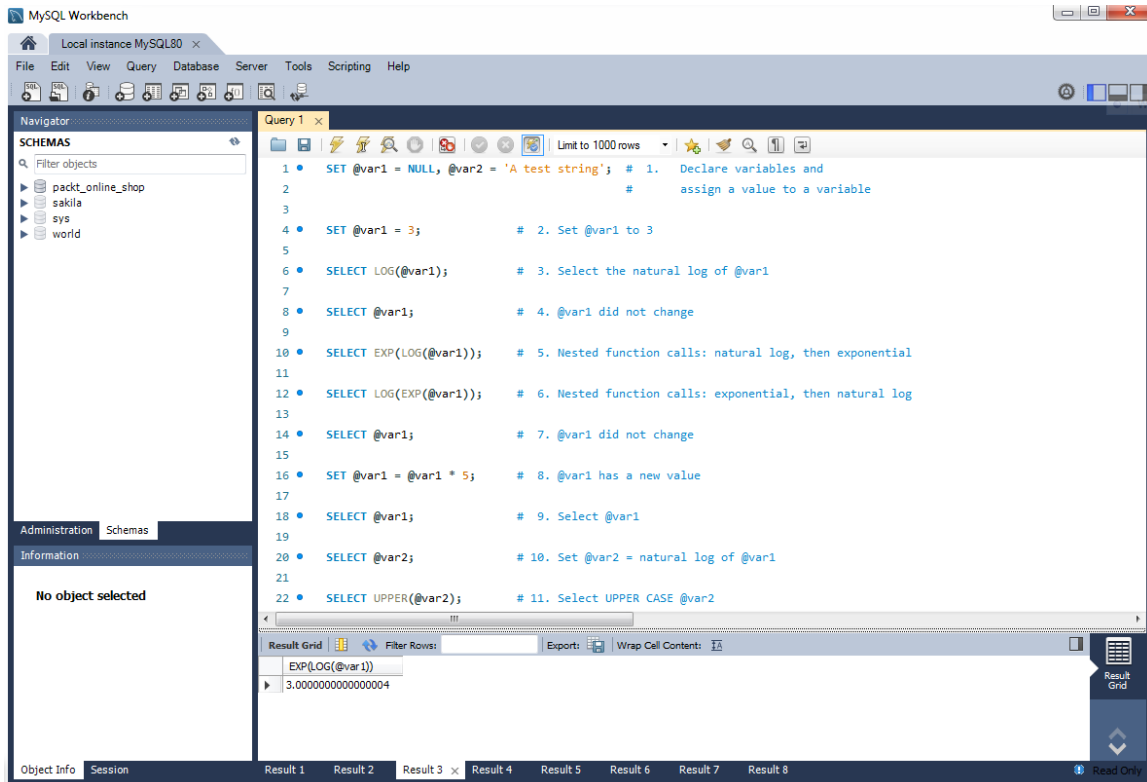 MySQL Workbench
Local instance MySQL80 ×
File Edit View Query Database Server Tools Scripting Help
Navigator
SCHEMAS
Filter objects
packt_online_shop
sakila
sys
world
Administration Schemas
Information
No object selected
Object Info Session
Query 1 ×
Limit to 1000 rows
1 SET @var1 = NULL, @var2 = 'A test string'; # 1. Declare variables and
2 # assign a value to a variable
3
4 SET @var1 = 3; # 2. Set @var1 to 3
5
6 SELECT LOG(@var1); # 3. Select the natural log of @var1
7
8 SELECT @var1; # 4. @var1 did not change
9
10 SELECT EXP(LOG(@var1)); # 5. Nested function calls: natural log, then exponential
11
12 SELECT LOG(EXP(@var1)); # 6. Nested function calls: exponential, then natural log
13
14 SELECT @var1; # 7. @var1 did not change
15
16 SET @var1 = @var1 * 5; # 8. @var1 has a new value
17
18 SELECT @var1; # 9. Select @var1
19
20 SELECT @var2; # 10. Set @var2 = natural log of @var1
21
22 SELECT UPPER(@var2); # 11. Select UPPER CASE @var2
Result Grid Filter Rows: Export: Wrap Cell Content:
EXP(LOG(@var1))
3.0000000000000004
Result
Grid
Result 1 Result 2 Result 3 × Result 4 Result 5 Result 6 Result 7 Result 8
Read Only